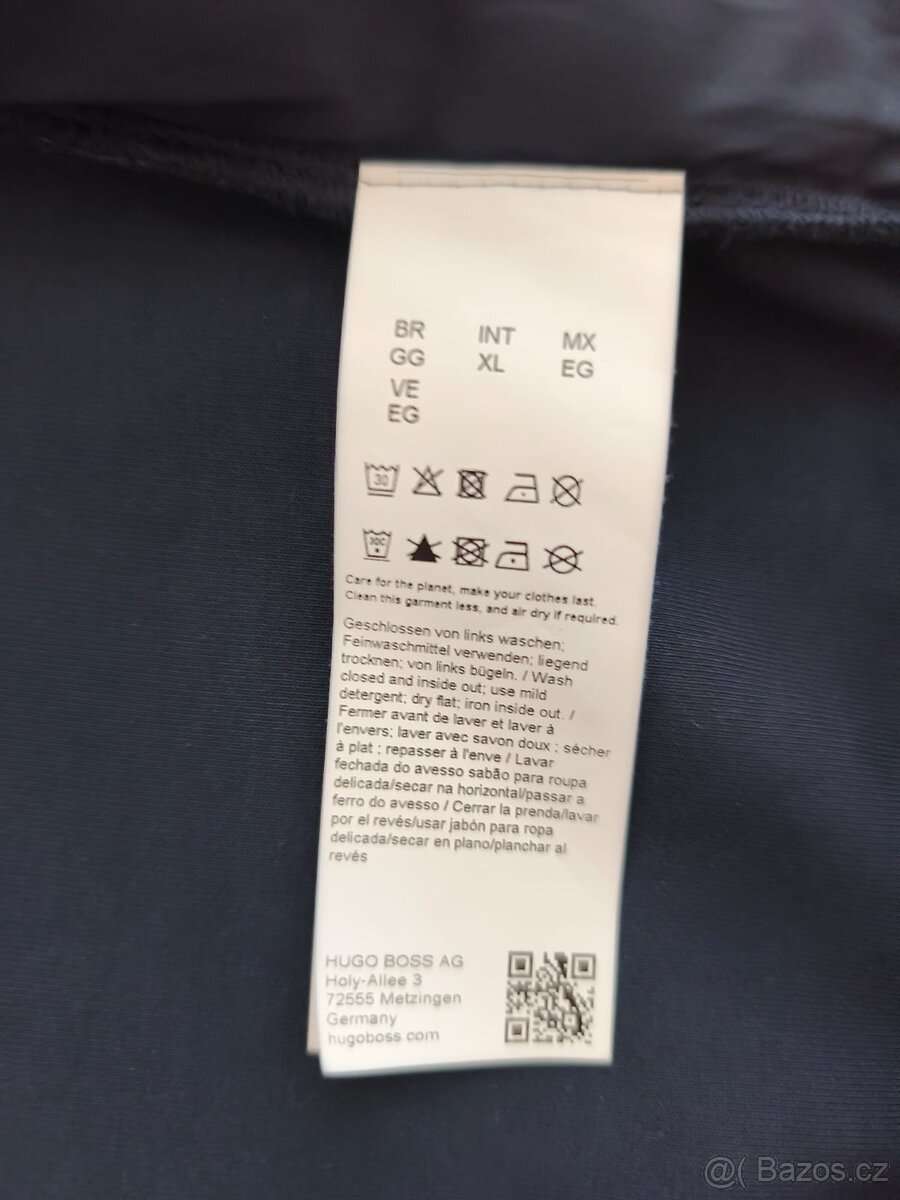 BR INT MX
GG XL EG
VE
EG
30
30C
Care for the planet, make your clothes last.
Clean this garment less, and air dry if required.
Geschlossen von links waschen;
Feinwaschmittel verwenden; liegend
trocknen; von links bügeln. / Wash
closed and inside out; use mild
detergent; dry flat; iron inside out. /
Fermer avant de laver et laver à
l'envers; laver avec savon doux ; sécher
à plat ; repasser à l'enve / Lavar
fechada do avesso sabão para roupa
delicada/secar na horizontal/passar a
ferro do avesso / Cerrar la prenda/lavar
por el revés/usar jabón para ropa
delicada/secar en plano/planchar al
revés
HUGO BOSS AG
Holy-Allee 3
72555 Metzingen
Germany
hugoboss com
@( Bazos.cz